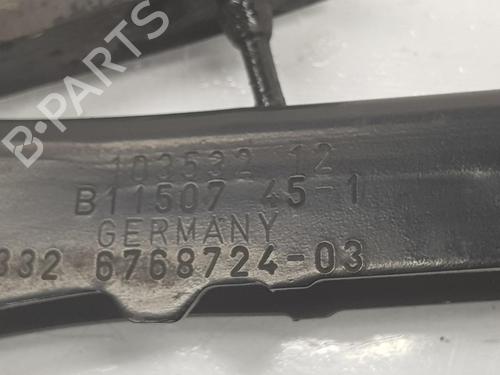 B-PARTS
103532 12
B11507 45-1
GERMANY
332 6768724-03